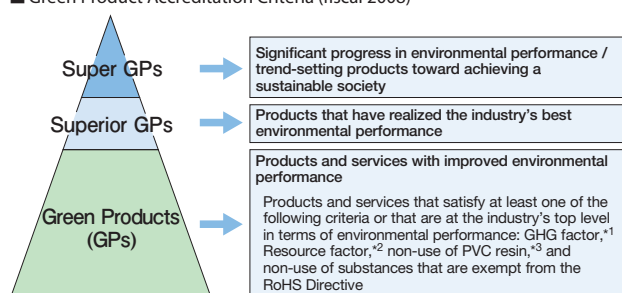 ■ Green Product Accreditation Criteria (fiscal 2008)
Super GPs
Significant progress in environmental performance /
trend-setting products toward achieving a
sustainable society
Superior GPs
Products that have realized the industry's best
environmental performance
Green Products
(GPs)
Products and services with improved environmental
performance
Products and services that satisfy at least one of the
following criteria or that are at the industry's top level
in terms of environmental performance: GHG factor,*1
Resource factor,*2 non-use of PVC resin,*3 and
non-use of substances that are exempt from the
RoHS Directive